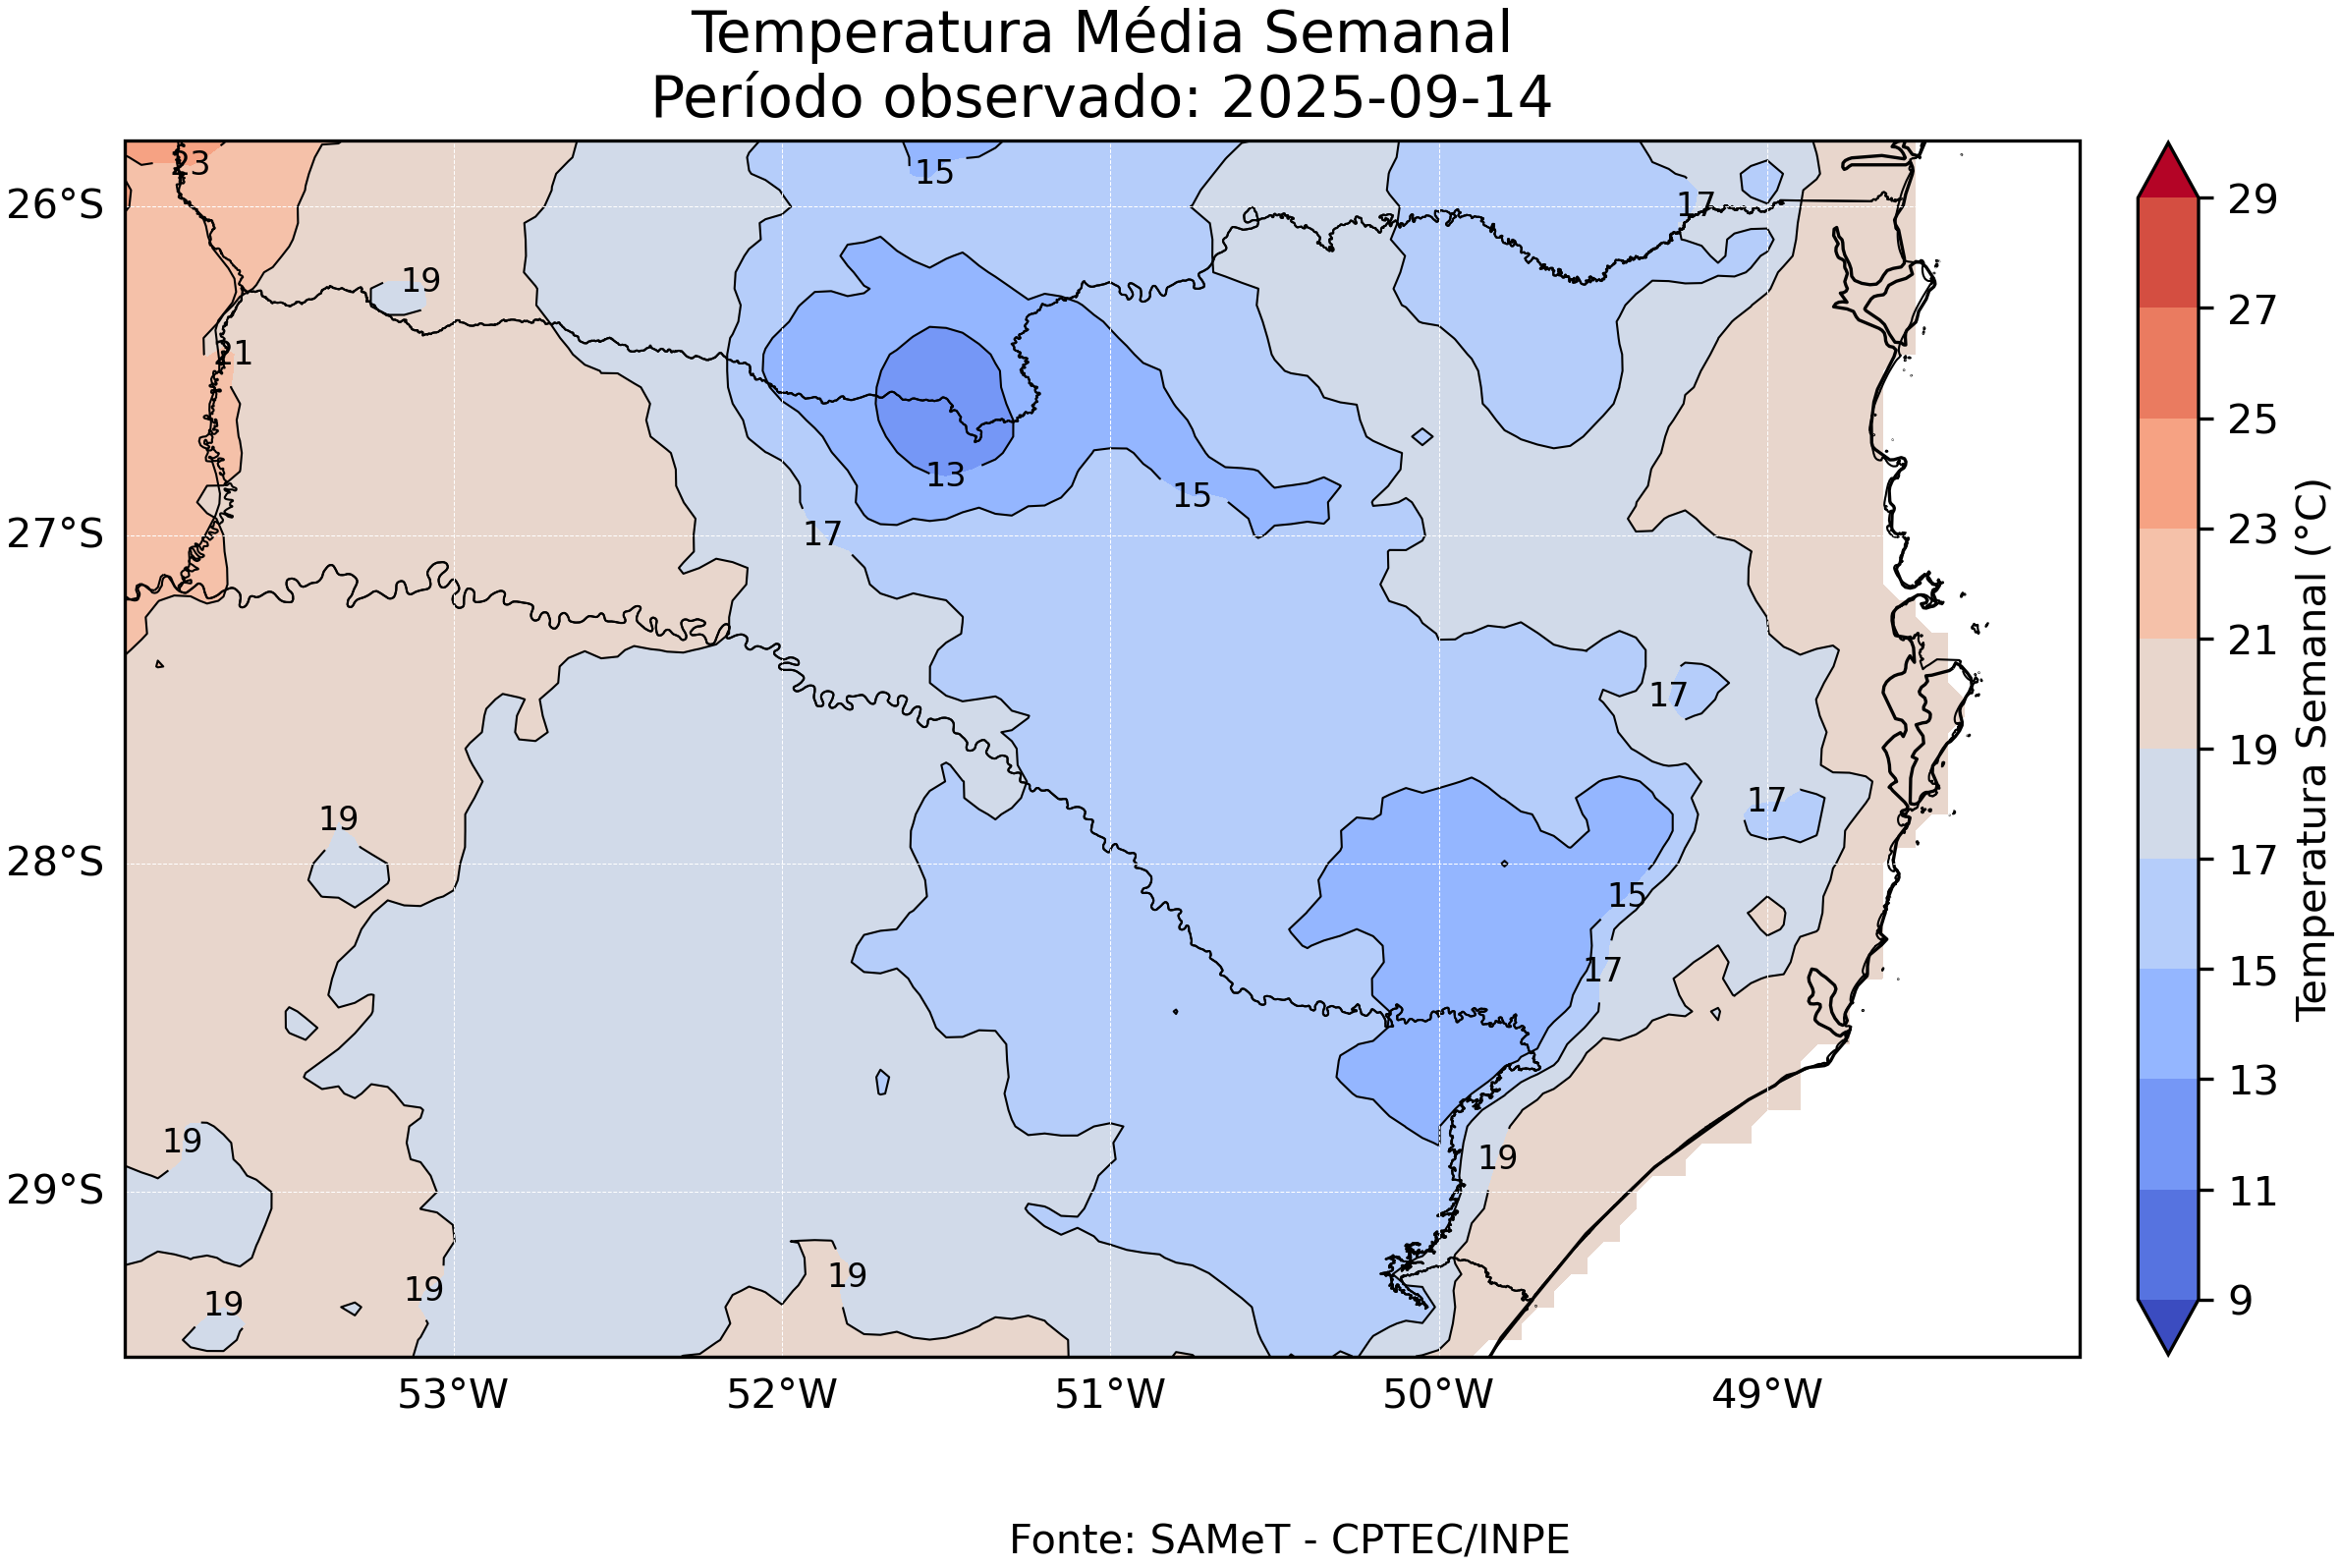 Temperatura Média Semanal
Período observado: 2025-09-14
23
15
17
26°S
19
21
13
15
17
27°S
17
17
19
28°S
15
17
19
19
29°S
19
19
19
53°W
52°W
51°W
50°W
49°W
29
27
25
23
21
19
17
15
13
11
9
Temperatura Semanal (°C)
Fonte: SAMeT - CPTEC/INPE